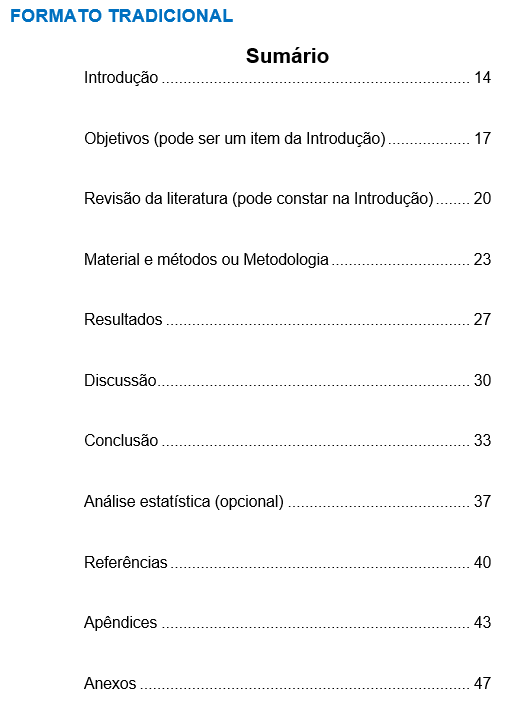 FORMATO TRADICIONAL
Sumário
Introdução ........................................................................ 14
Objetivos (pode ser um item da Introdução) ................... 17
Revisão da literatura (pode constar na Introdução) ........ 20
Material e métodos ou Metodologia ................................ 23
Resultados ...................................................................... 27
Discussão ........................................................................ 30
Conclusão ....................................................................... 33
Análise estatística (opcional) .......................................... 37
Referências ..................................................................... 40
Apêndices ....................................................................... 43
Anexos ............................................................................ 47